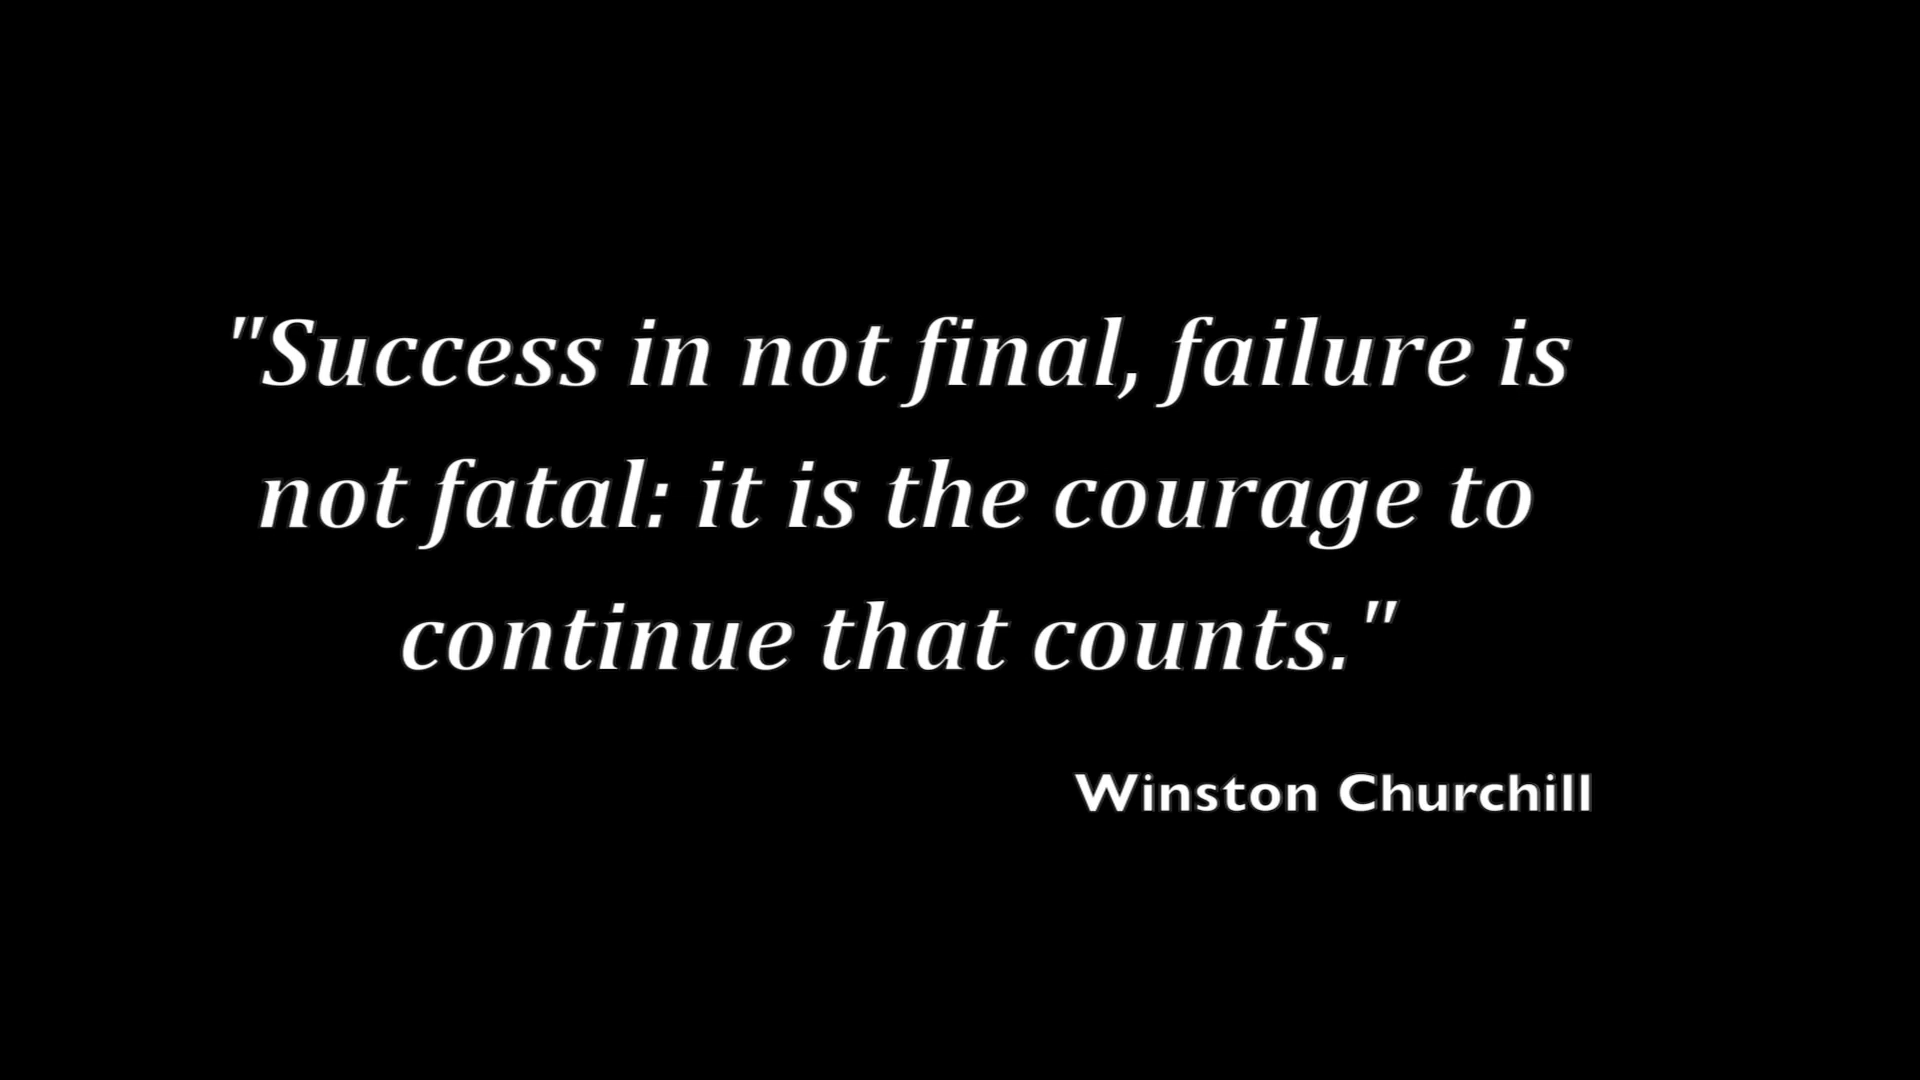 "Success in not final, failure is
not fatal: it is the courage to
continue that counts."
Winston Churchill